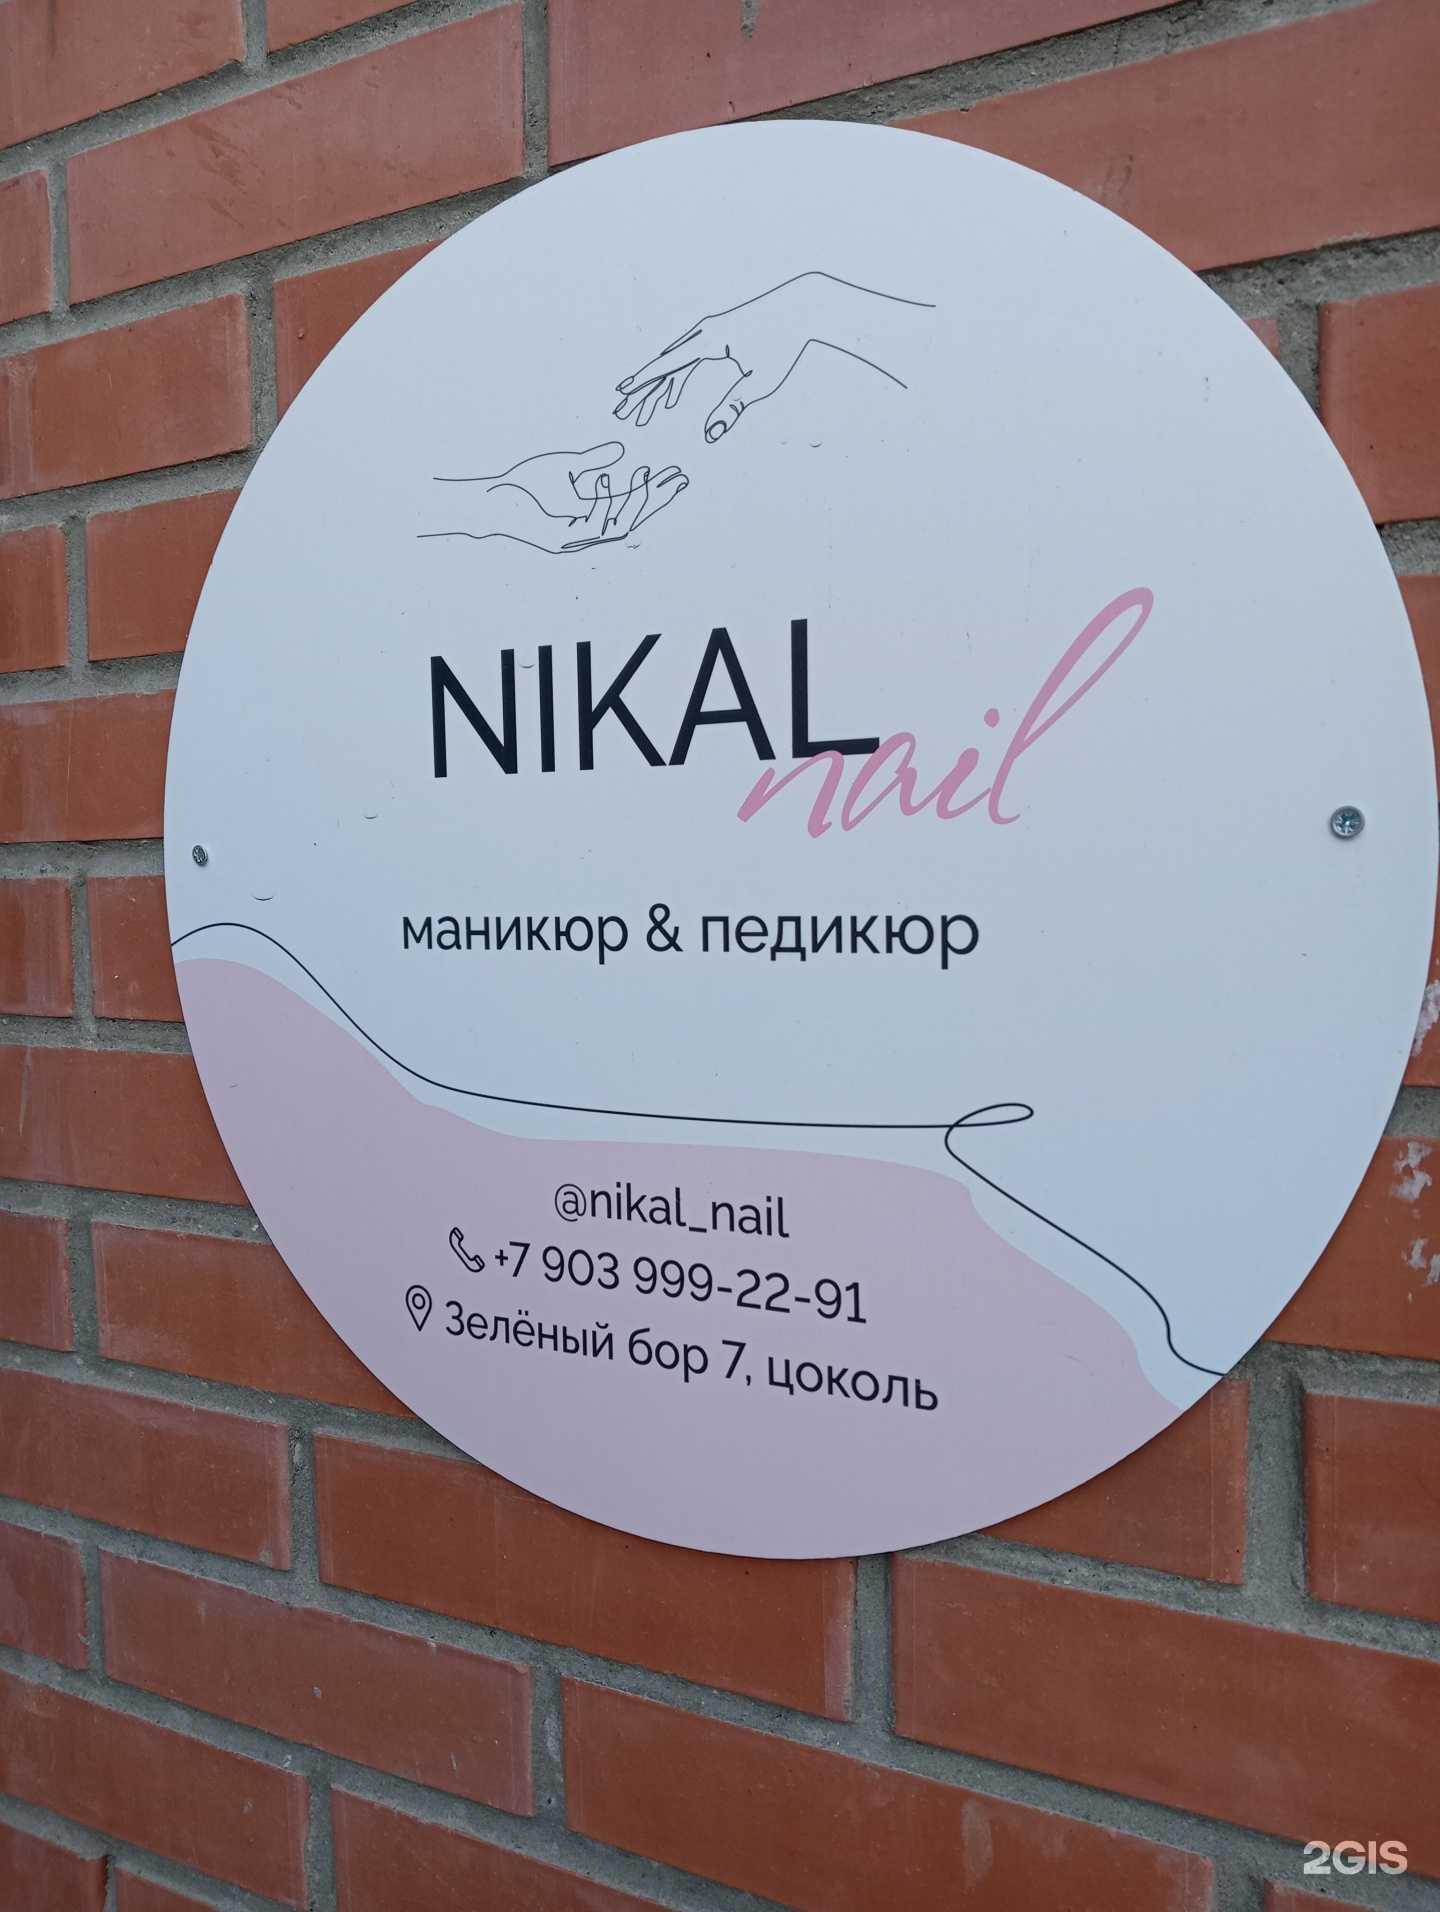 NIKAL
nail
маникюр & педикюр
@nikal_nail
+7 903 999-22-91
Зелёный бор 7, цоколь
2GIS